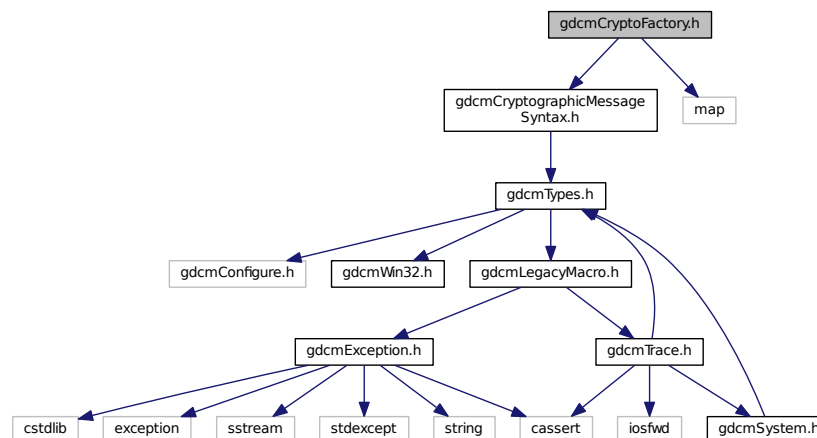 gdcmCryptoFactory.h
gdcmCryptographicMessage
Syntax.h
map
gdcmTypes.h
gdcmConfigure.h
gdcmWin32.h
gdcmLegacyMacro.h
gdcmException.h
gdcmTrace.h
cstdlib
exception
sstream
stdexcept
string
cassert
iosfwd
gdcmSystem.h